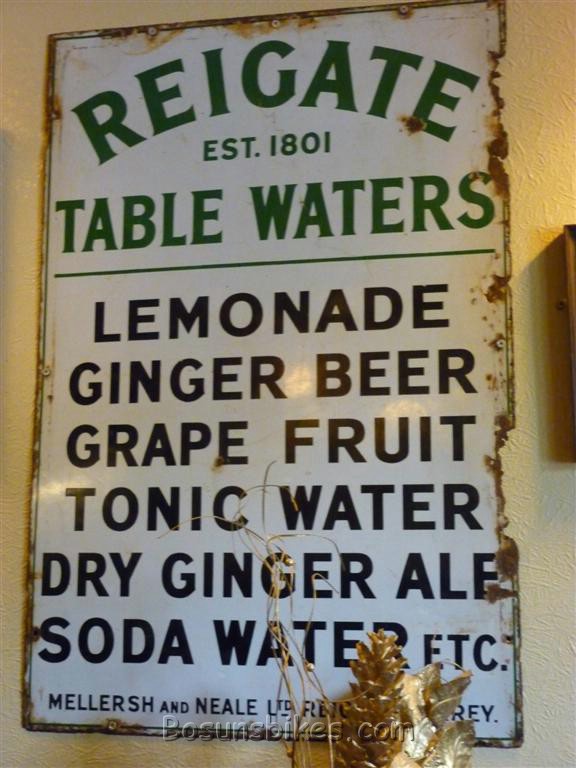 REIGATE
EST. 1801
TABLE WATERS
LEMONADE
GINGER BEER
GRAPE FRUIT
TONIC WATER
DRY GINGER ALE
SODA WATER ETC.
MELLERSH AND NEALE LTD
Bosunsbikes.com